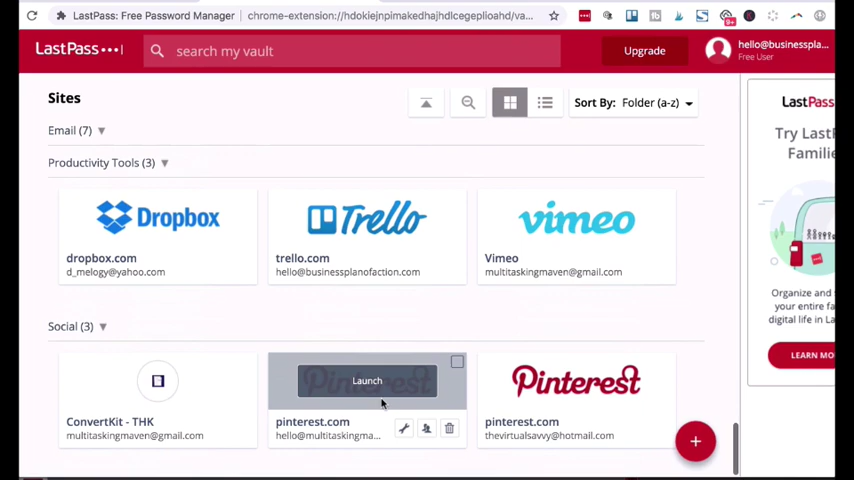 LastPass: Free Password Manager | chrome-extension://hdokiejnpimakedhajhdlcegeplioahd/va...
LastPass
search my vault
Upgrade
hello@businesspla...
Free User
Sites
Sort By: Folder (a-z)
Email (7)
Productivity Tools (3)
Dropbox
Trello
vimeo
dropbox.com
d_melogy@yahoo.com
trello.com
hello@businessplanofaction.com
Vimeo
multitaskingmaven@gmail.com
Social (3)
Launch
Pinterest
Pinterest
ConvertKit - THK
multitaskingmaven@gmail.com
pinterest.com
hello@multitaskingma...
pinterest.com
thevirtualsavvy@hotmail.com
LastPass
Try Last
Familie
Organize and
your entire fa
digital life in La
LEARN MO